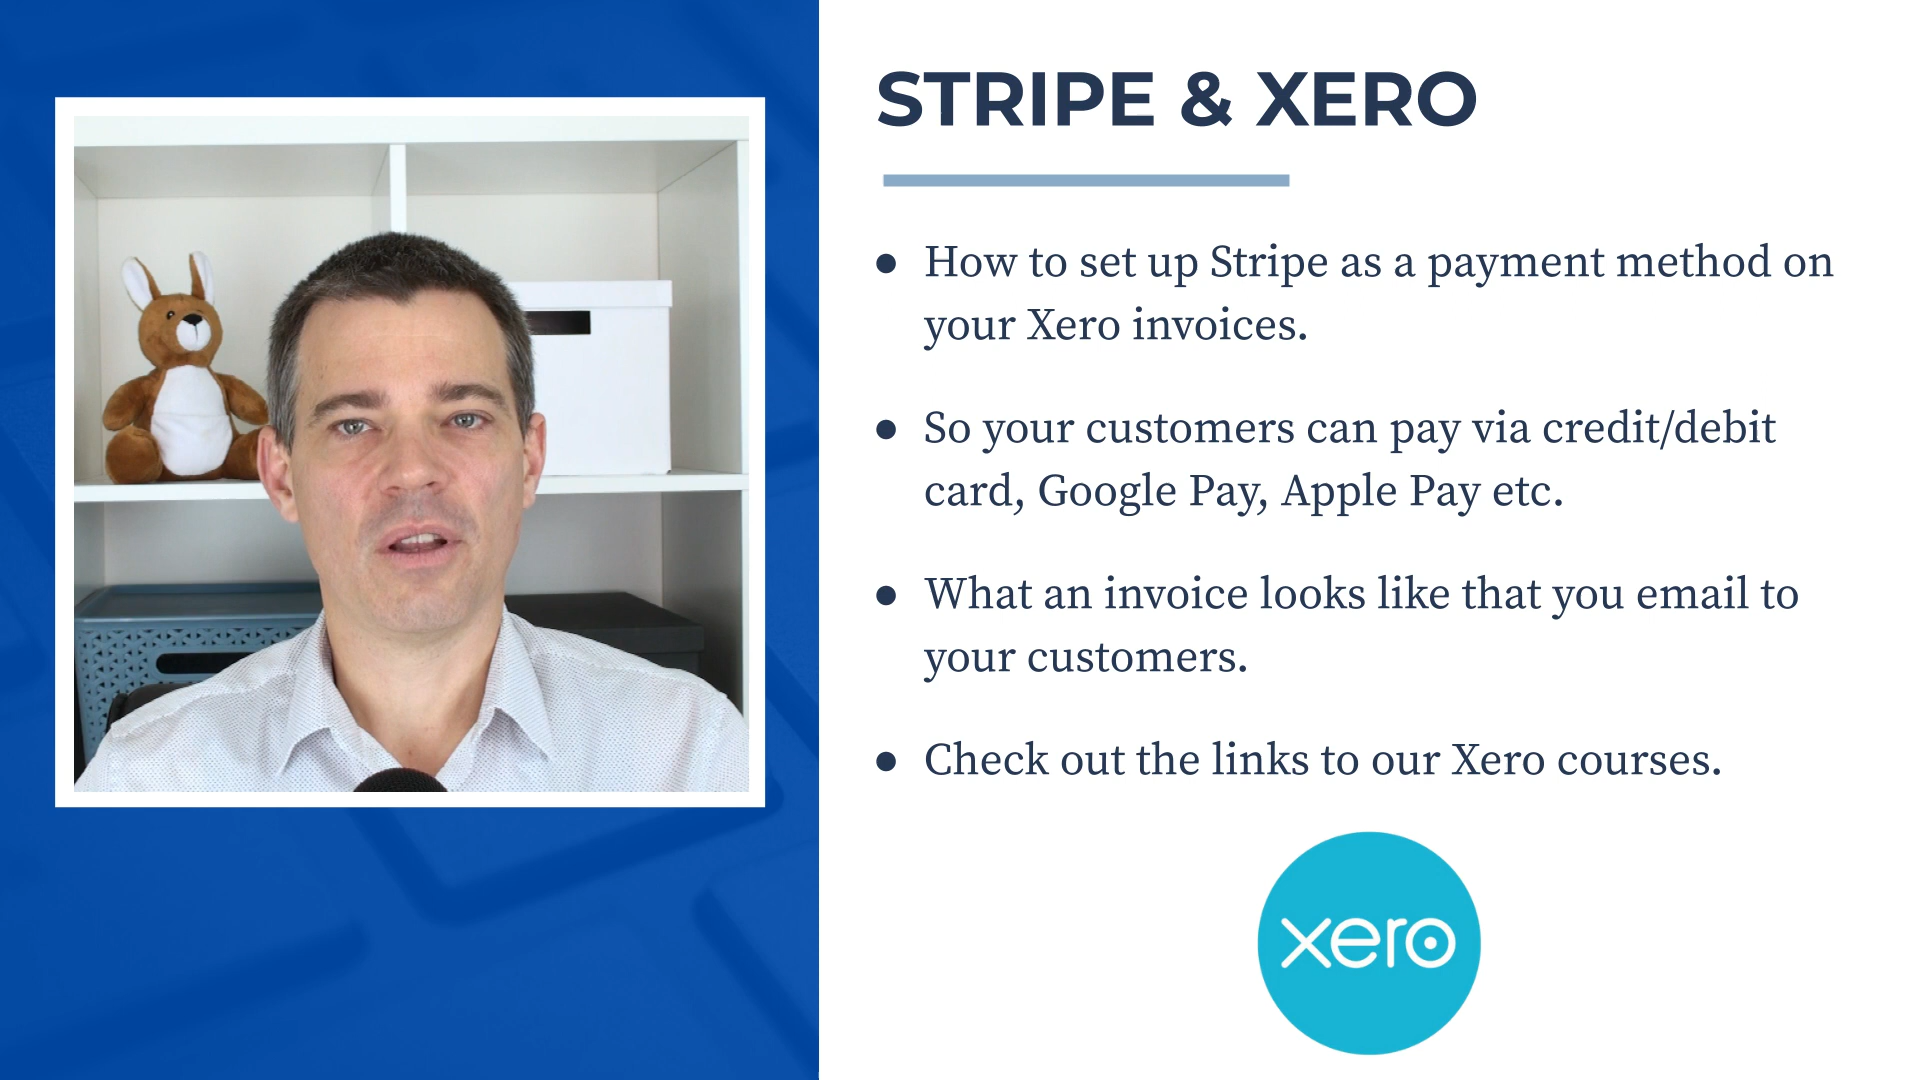 STRIPE & XERO
● How to set up Stripe as a payment method on
your Xero invoices.
● So your customers can pay via credit/debit
card, Google Pay, Apple Pay etc.
● What an invoice looks like that you email to
your customers.
● Check out the links to our Xero courses.
xero